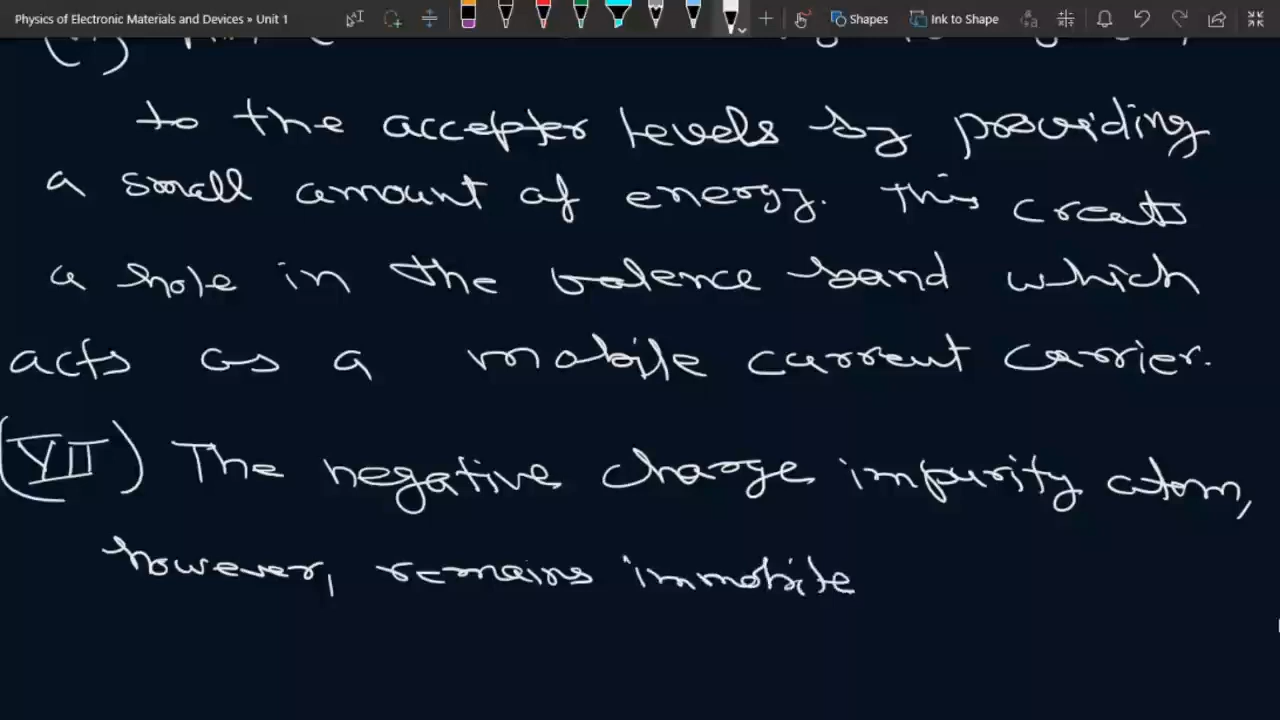 Physics of Electronic Materials and Devices » Unit 1
Shapes
Ink to Shape
to the accepter levels by providing
a small amount of energy. This creats
a hole in the valence band which
acts as a mobile current carrier.
(VII) The negative charge impurity atom,
however, remains immobile